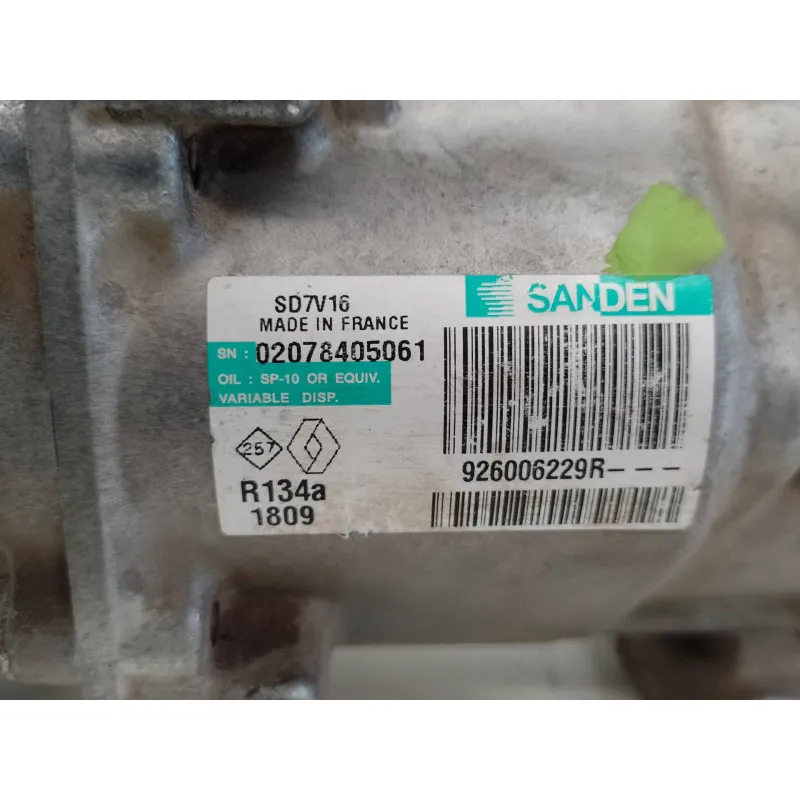 SD7V16
MADE IN FRANCE
SN : 02078405061
OIL : SP-10 OR EQUIV.
VARIABLE DISP.
257
R134a
1809
SANDEN
926006229R- - -